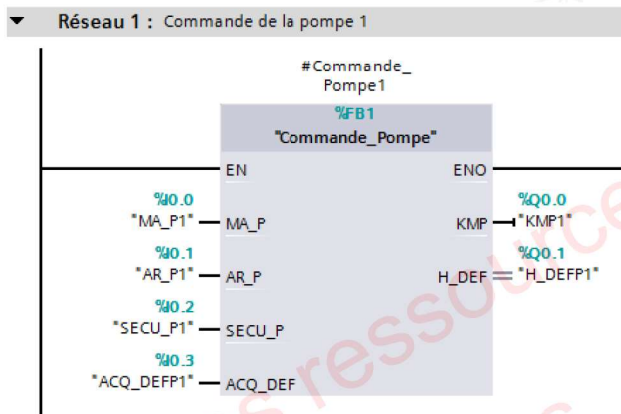 Réseau 1 : Commande de la pompe 1
#Commande_
Pompe1
%FB1
"Commande_Pompe"
EN ENO
%I0.0 %Q0.0
"MA_P1" MA_P KMP "KMP1"
%I0.1 %Q0.1
"AR_P1" AR_P H_DEF "H_DEFP1"
%I0.2
"SECU_P1" SECU_P
%I0.3
"ACQ_DEFP1" ACQ_DEF
s ressource